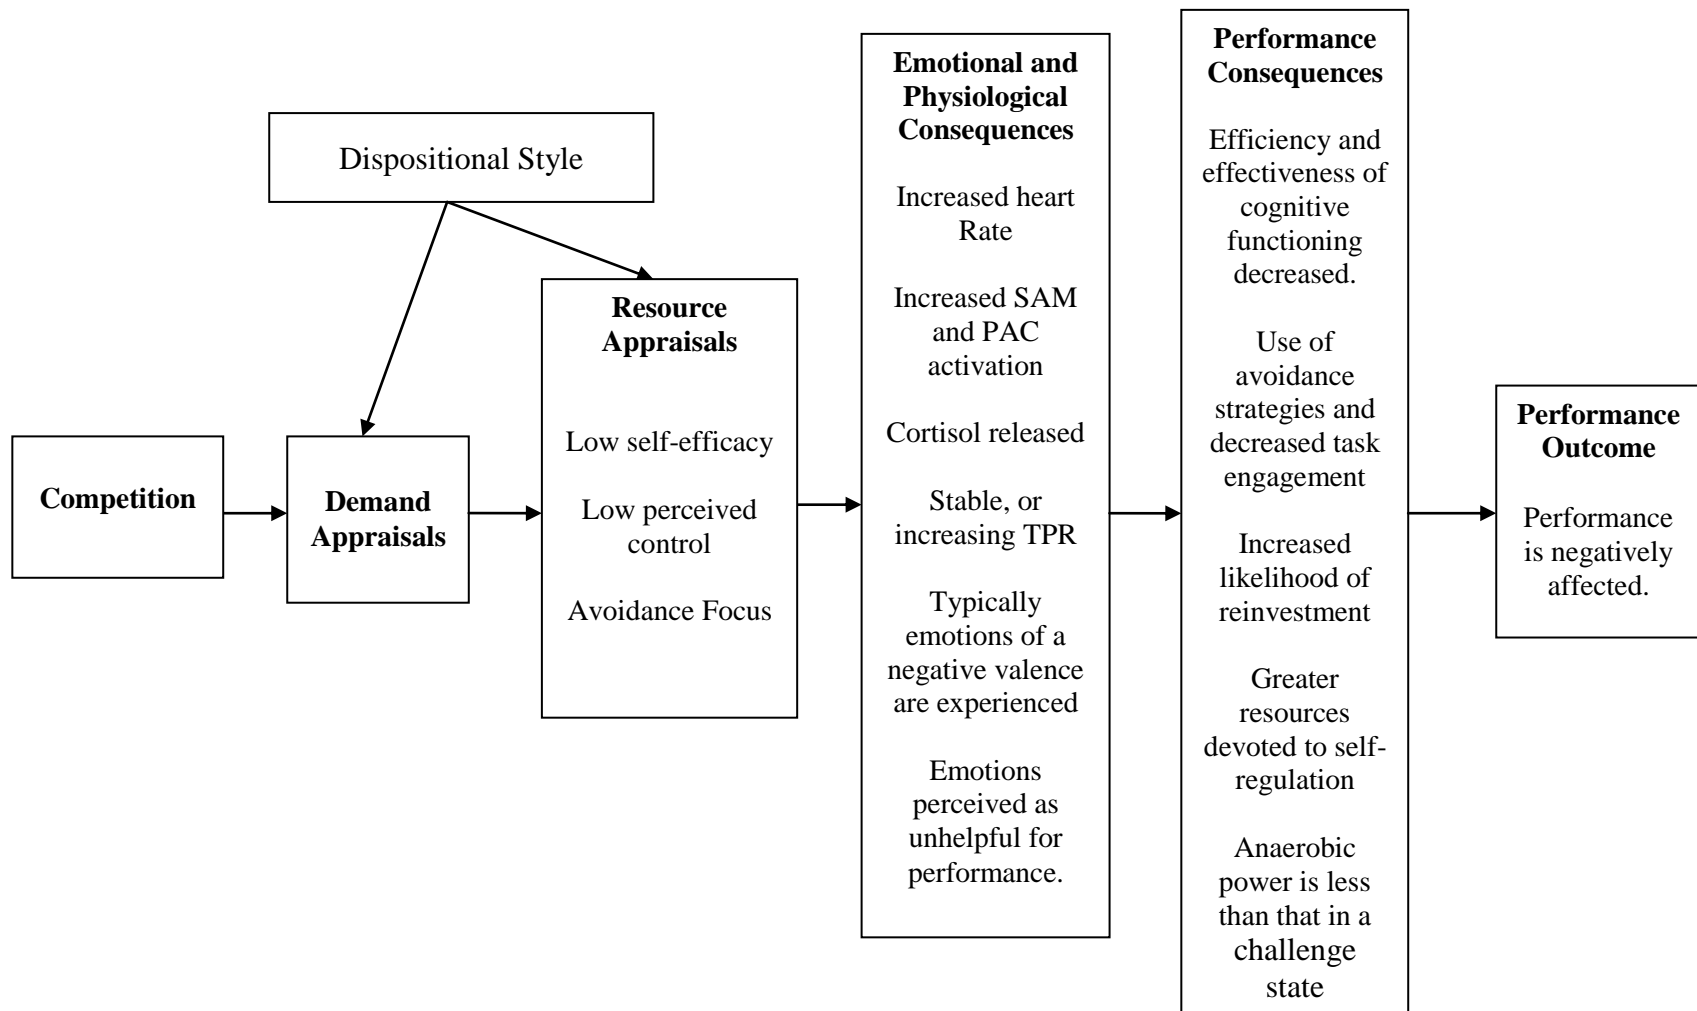 Dispositional Style
Competition
Demand
Appraisals
Resource
Appraisals
Low self-efficacy
Low perceived
control
Avoidance Focus
Emotional and
Physiological
Consequences
Increased heart
Rate
Increased SAM
and PAC
activation
Cortisol released
Stable, or
increasing TPR
Typically
emotions of a
negative valence
are experienced
Emotions
perceived as
unhelpful for
performance.
Performance
Consequences
Efficiency and
effectiveness of
cognitive
functioning
decreased.
Use of
avoidance
strategies and
decreased task
engagement
Increased
likelihood of
reinvestment
Greater
resources
devoted to self-
regulation
Anaerobic
power is less
than that in a
challenge
state
Performance
Outcome
Performance
is negatively
affected.